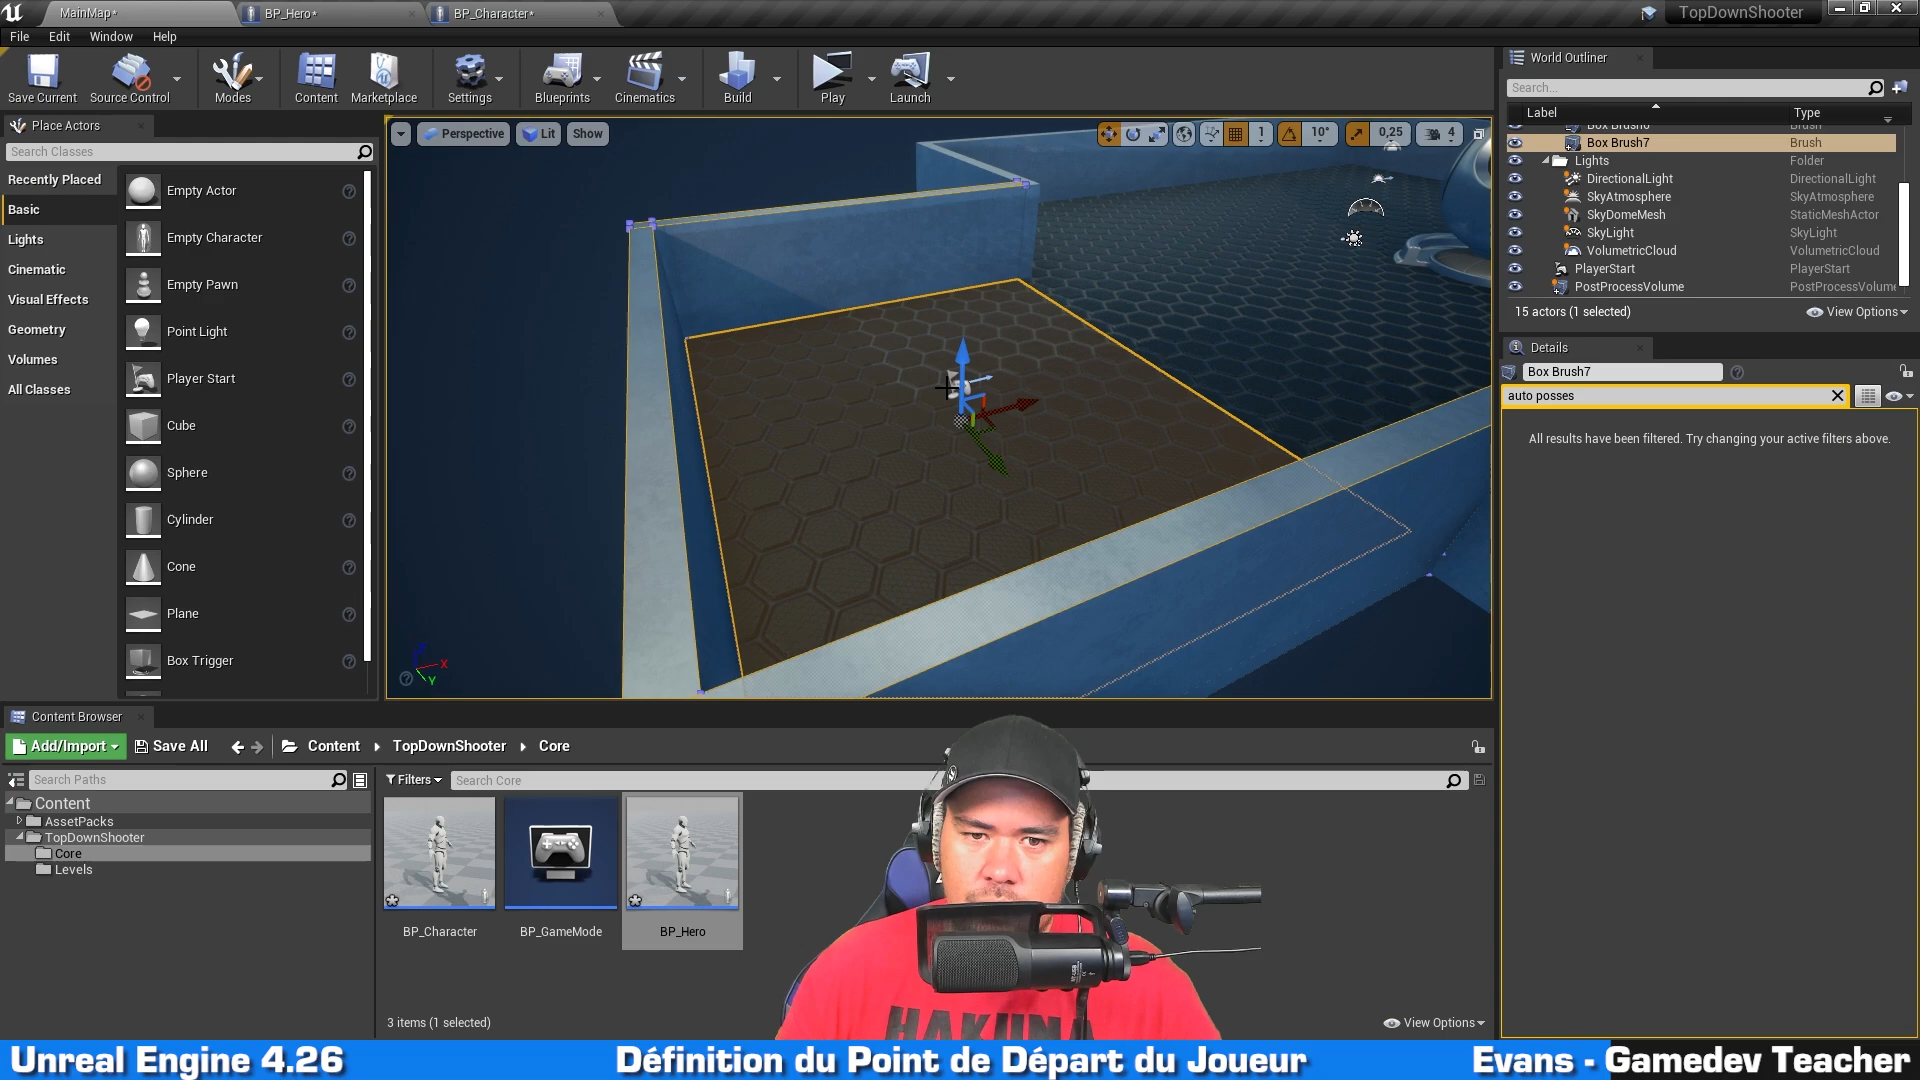 MainMap*
BP_Hero*
BP_Character*
TopDownShooter
File Edit Window Help
Save Current
Source Control
Modes
Content
Marketplace
Settings
Blueprints
Cinematics
Build
Play
Launch
Place Actors
Search Classes
Recently Placed
Basic
Lights
Cinematic
Visual Effects
Geometry
Volumes
All Classes
Empty Actor
Empty Character
Empty Pawn
Point Light
Player Start
Cube
Sphere
Cylinder
Cone
Plane
Box Trigger
Perspective
Lit
Show
1
10°
0,25
4
X
Y
World Outliner
Search...
Label Type
Box Brush6 Brush
Box Brush7 Brush
Lights Folder
DirectionalLight DirectionalLight
SkyAtmosphere SkyAtmosphere
SkyDomeMesh StaticMeshActor
SkyLight SkyLight
VolumetricCloud VolumetricCloud
PlayerStart PlayerStart
PostProcessVolume PostProcessVolume
15 actors (1 selected)
View Options
Details
Box Brush7
auto posses
All results have been filtered. Try changing your active filters above.
Content Browser
Add/Import
Save All
Content
TopDownShooter
Core
Search Paths
Content
AssetPacks
TopDownShooter
Core
Levels
Filters
Search Core
BP_Character
BP_GameMode
BP_Hero
3 items (1 selected)
View Options
HAKUNA
Unreal Engine 4.26
Définition du Point de Départ du Joueur
Evans - Gamedev Teacher